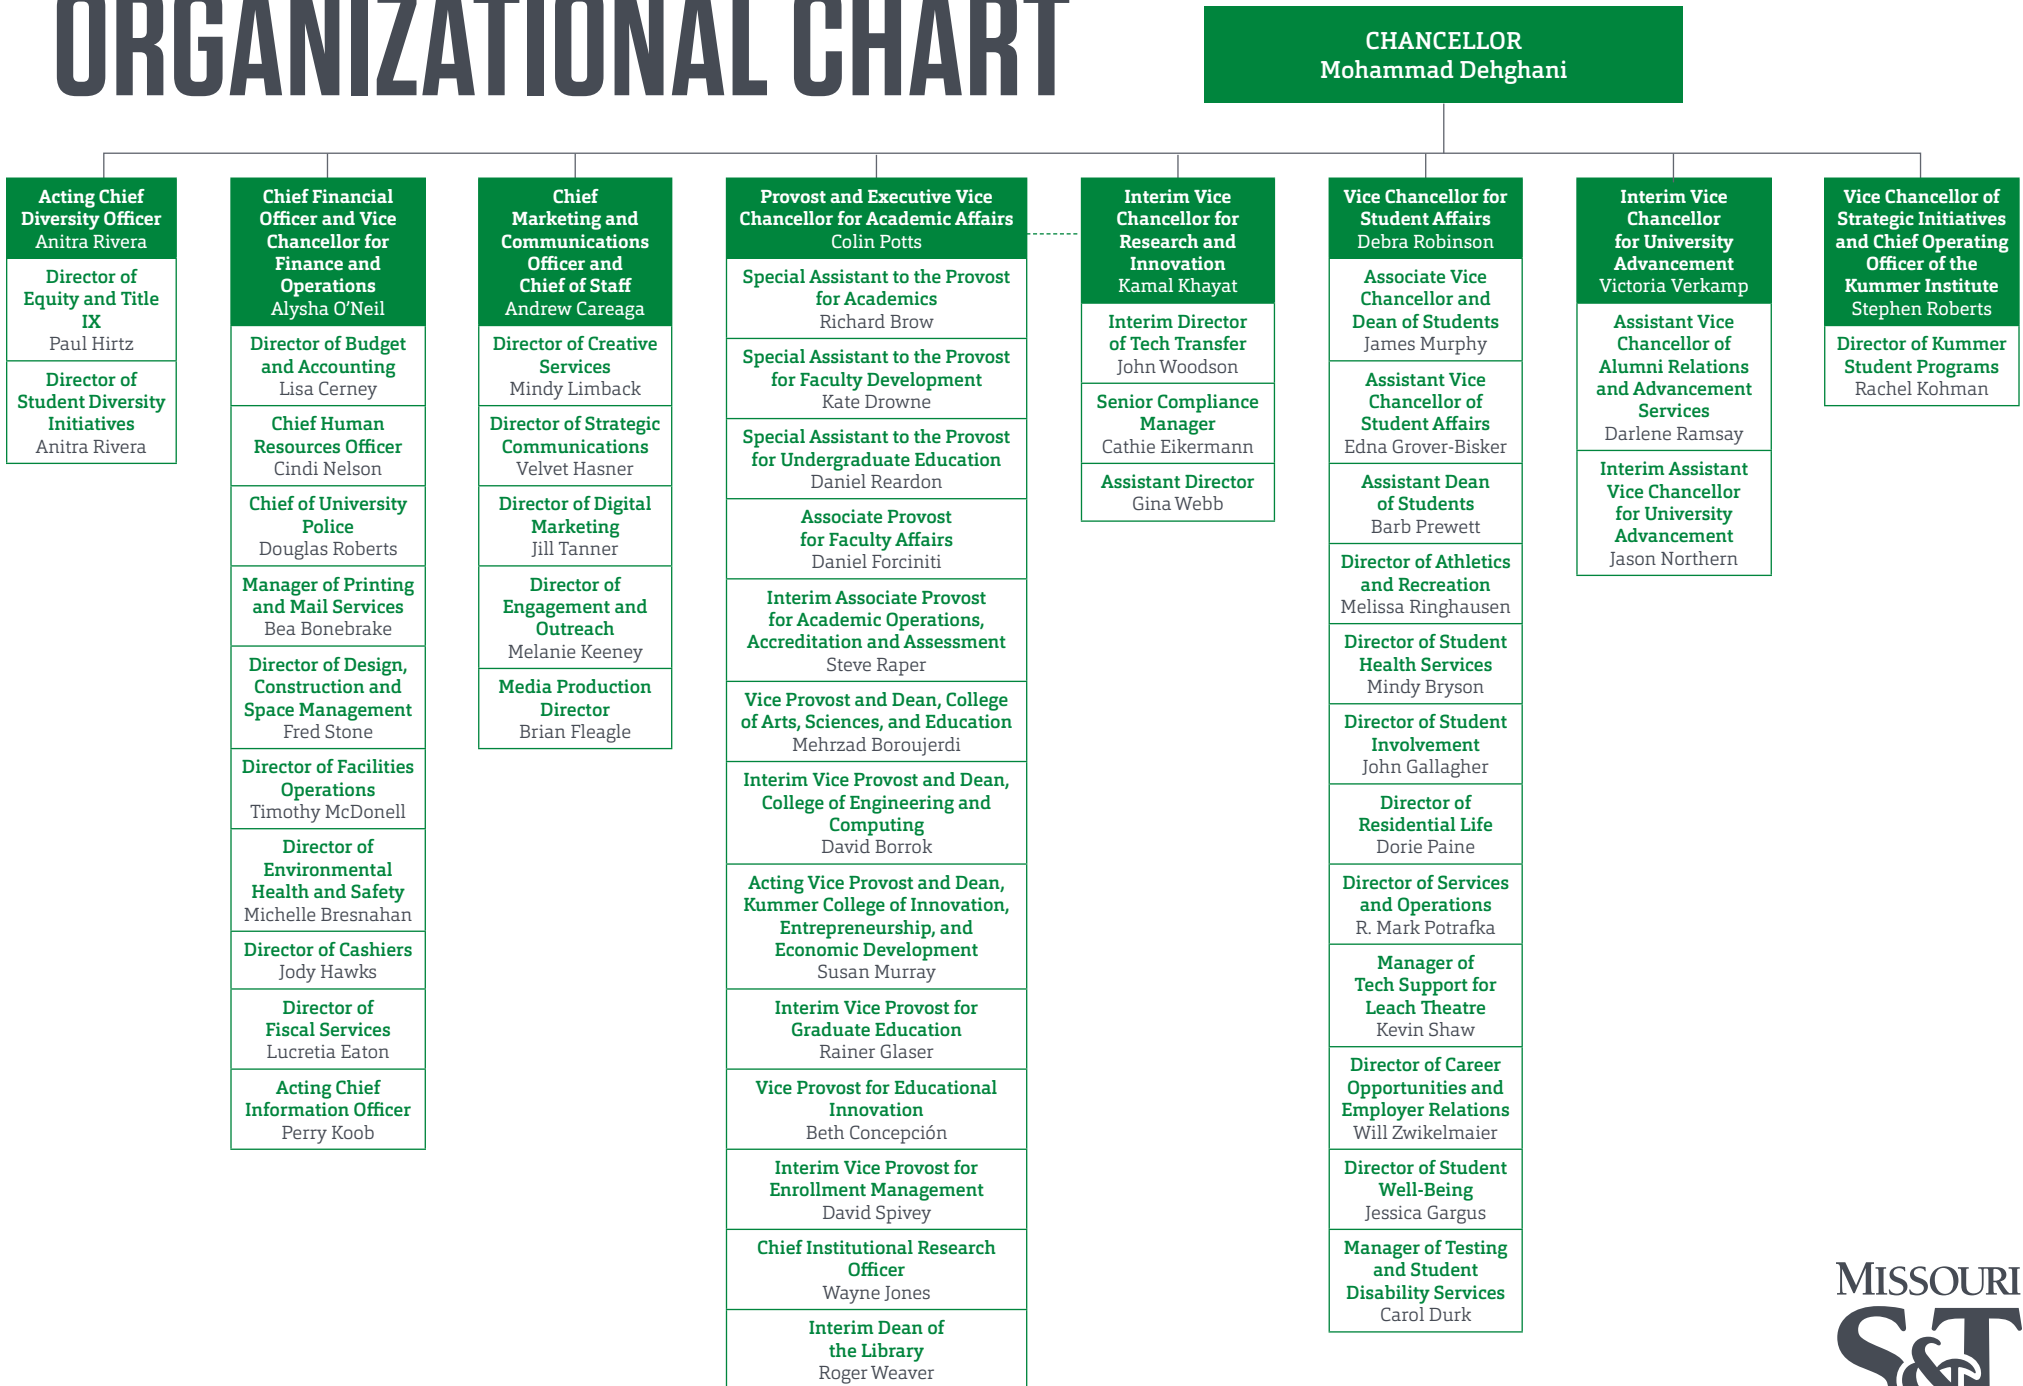 ORGANIZATIONAL CHART
CHANCELLOR
Mohammad Dehghani
Acting Chief
Diversity Officer
Anitra Rivera
Director of
Equity and Title
IX
Paul Hirtz
Director of
Student Diversity
Initiatives
Anitra Rivera
Chief Financial
Officer and Vice
Chancellor for
Finance and
Operations
Alysha O’Neil
Director of Budget
and Accounting
Lisa Cerney
Chief Human
Resources Officer
Cindi Nelson
Chief of University
Police
Douglas Roberts
Manager of Printing
and Mail Services
Bea Bonebrake
Director of Design,
Construction and
Space Management
Fred Stone
Director of Facilities
Operations
Timothy McDonell
Director of
Environmental
Health and Safety
Michelle Bresnahan
Director of Cashiers
Jody Hawks
Director of
Fiscal Services
Lucretia Eaton
Acting Chief
Information Officer
Perry Koob
Chief
Marketing and
Communications
Officer and
Chief of Staff
Andrew Careaga
Director of Creative
Services
Mindy Limback
Director of Strategic
Communications
Velvet Hasner
Director of Digital
Marketing
Jill Tanner
Director of
Engagement and
Outreach
Melanie Keeney
Media Production
Director
Brian Fleagle
Provost and Executive Vice
Chancellor for Academic Affairs
Colin Potts
Special Assistant to the Provost
for Academics
Richard Brow
Special Assistant to the Provost
for Faculty Development
Kate Drowne
Special Assistant to the Provost
for Undergraduate Education
Daniel Reardon
Associate Provost
for Faculty Affairs
Daniel Forciniti
Interim Associate Provost
for Academic Operations,
Accreditation and Assessment
Steve Raper
Vice Provost and Dean, College
of Arts, Sciences, and Education
Mehrzad Boroujerdi
Interim Vice Provost and Dean,
College of Engineering and
Computing
David Borrok
Acting Vice Provost and Dean,
Kummer College of Innovation,
Entrepreneurship, and
Economic Development
Susan Murray
Interim Vice Provost for
Graduate Education
Rainer Glaser
Vice Provost for Educational
Innovation
Beth Concepción
Interim Vice Provost for
Enrollment Management
David Spivey
Chief Institutional Research
Officer
Wayne Jones
Interim Dean of
the Library
Roger Weaver
Interim Vice
Chancellor for
Research and
Innovation
Kamal Khayat
Interim Director
of Tech Transfer
John Woodson
Senior Compliance
Manager
Cathie Eikermann
Assistant Director
Gina Webb
Vice Chancellor for
Student Affairs
Debra Robinson
Associate Vice
Chancellor and
Dean of Students
James Murphy
Assistant Vice
Chancellor of
Student Affairs
Edna Grover-Bisker
Assistant Dean
of Students
Barb Prewett
Director of Athletics
and Recreation
Melissa Ringhausen
Director of Student
Health Services
Mindy Bryson
Director of Student
Involvement
John Gallagher
Director of
Residential Life
Dorie Paine
Director of Services
and Operations
R. Mark Potrafka
Manager of
Tech Support for
Leach Theatre
Kevin Shaw
Director of Career
Opportunities and
Employer Relations
Will Zwikelmaier
Director of Student
Well-Being
Jessica Gargus
Manager of Testing
and Student
Disability Services
Carol Durk
Interim Vice
Chancellor
for University
Advancement
Victoria Verkamp
Assistant Vice
Chancellor of
Alumni Relations
and Advancement
Services
Darlene Ramsay
Interim Assistant
Vice Chancellor
for University
Advancement
Jason Northern
Vice Chancellor of
Strategic Initiatives
and Chief Operating
Officer of the
Kummer Institute
Stephen Roberts
Director of Kummer
Student Programs
Rachel Kohman
MISSOURI
S&T